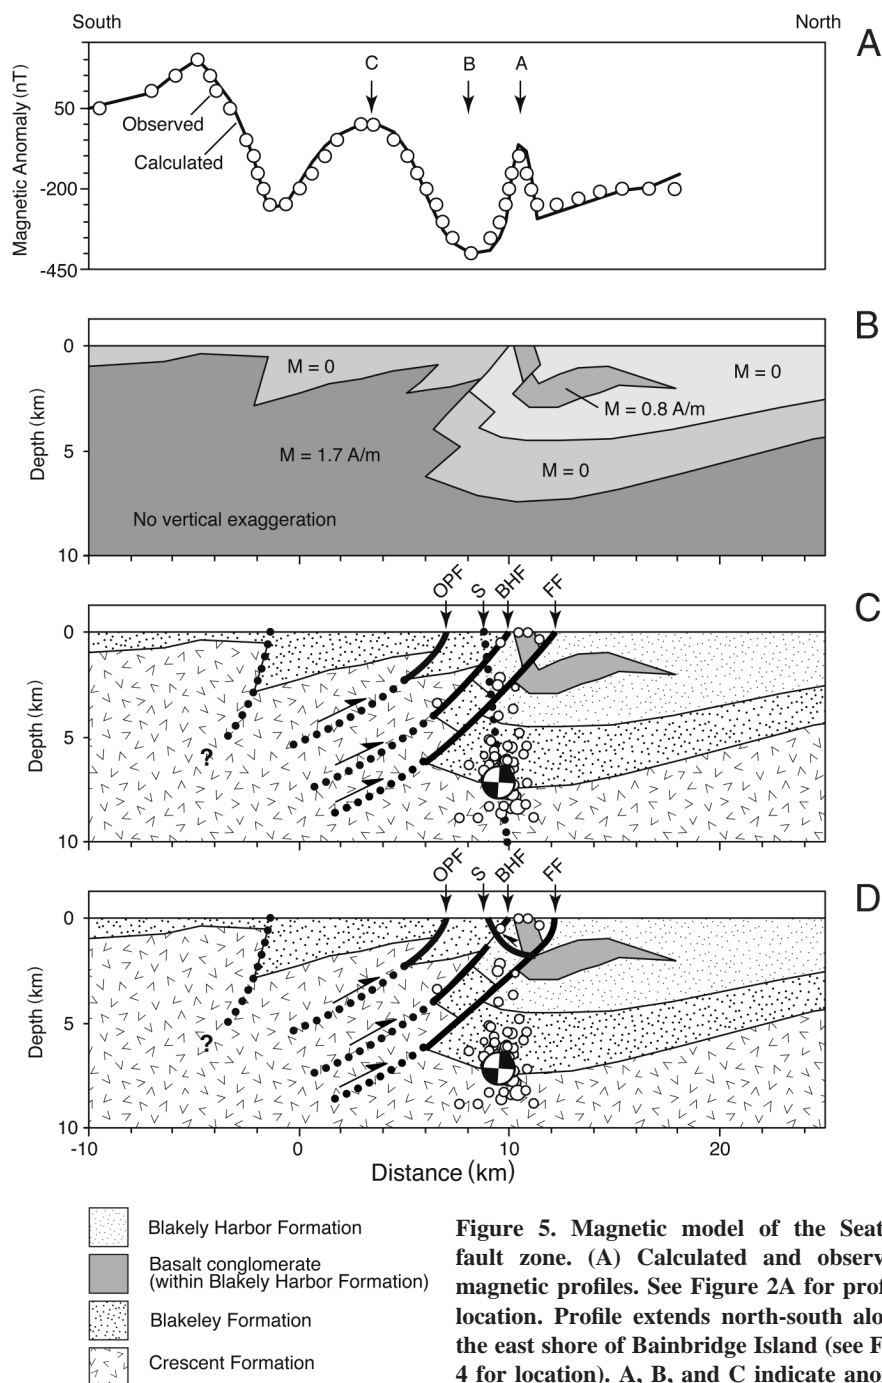 South
North
A
Magnetic Anomaly (nT)
50
-200
-450
Observed
Calculated
C
B
A
B
Depth (km)
0
5
10
M = 0
M = 0
M = 0.8 A/m
M = 1.7 A/m
M = 0
No vertical exaggeration
OPF
S
BHF
FF
C
Depth (km)
0
5
10
?
OPF
S
BHF
FF
D
Depth (km)
0
5
10
?
-10
0
10
20
Distance (km)
Blakely Harbor Formation
Basalt conglomerate
(within Blakely Harbor Formation)
Blakeley Formation
Crescent Formation
Figure 5. Magnetic model of the Seat
fault zone. (A) Calculated and observ
magnetic profiles. See Figure 2A for prof
location. Profile extends north-south alo
the east shore of Bainbridge Island (see F
4 for location). A, B, and C indicate anor